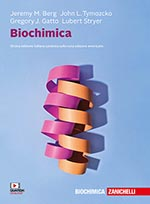 Jeremy M. Berg John L. Tymoczko
Gregory J. Gatto Lubert Stryer
Biochimica
BIOCHIMICA ZANICHELLI